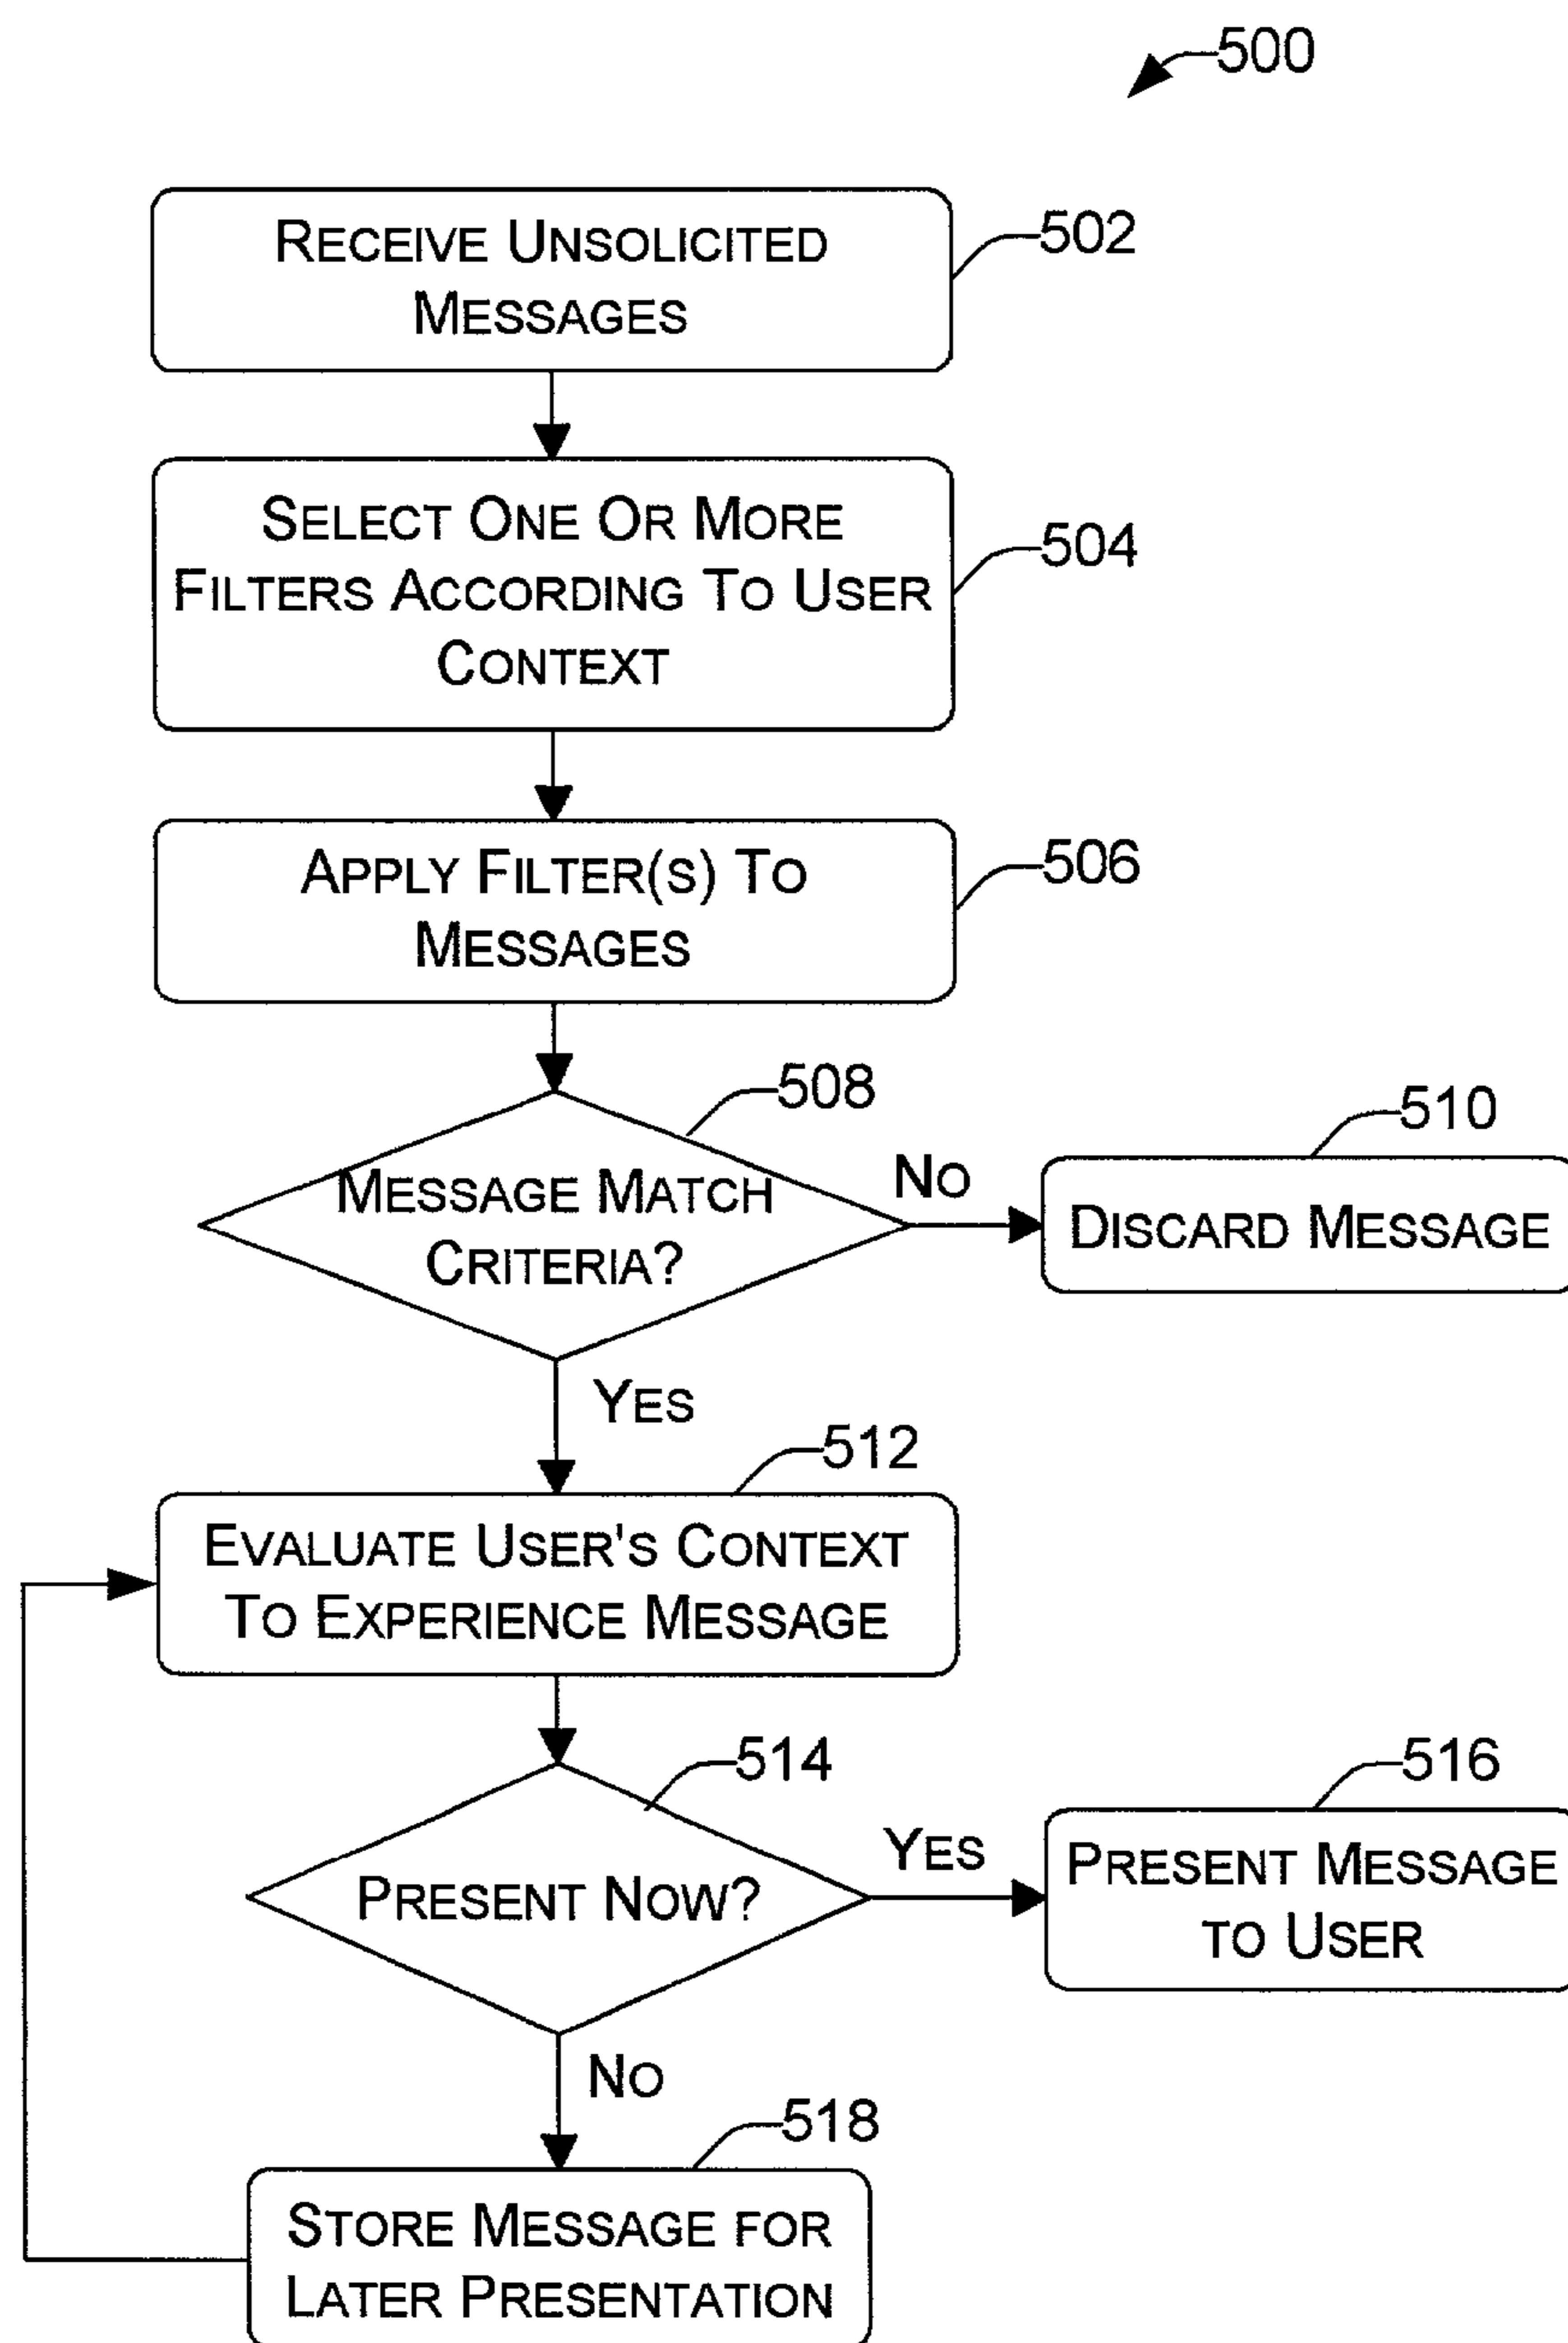 500
RECEIVE UNSOLICITED
MESSAGES
502
SELECT ONE OR MORE
FILTERS ACCORDING TO USER
CONTEXT
504
APPLY FILTER(S) TO
MESSAGES
506
508
MESSAGE MATCH
CRITERIA?
NO
510
DISCARD MESSAGE
YES
512
EVALUATE USER'S CONTEXT
TO EXPERIENCE MESSAGE
514
PRESENT NOW?
YES
516
PRESENT MESSAGE
TO USER
NO
518
STORE MESSAGE FOR
LATER PRESENTATION